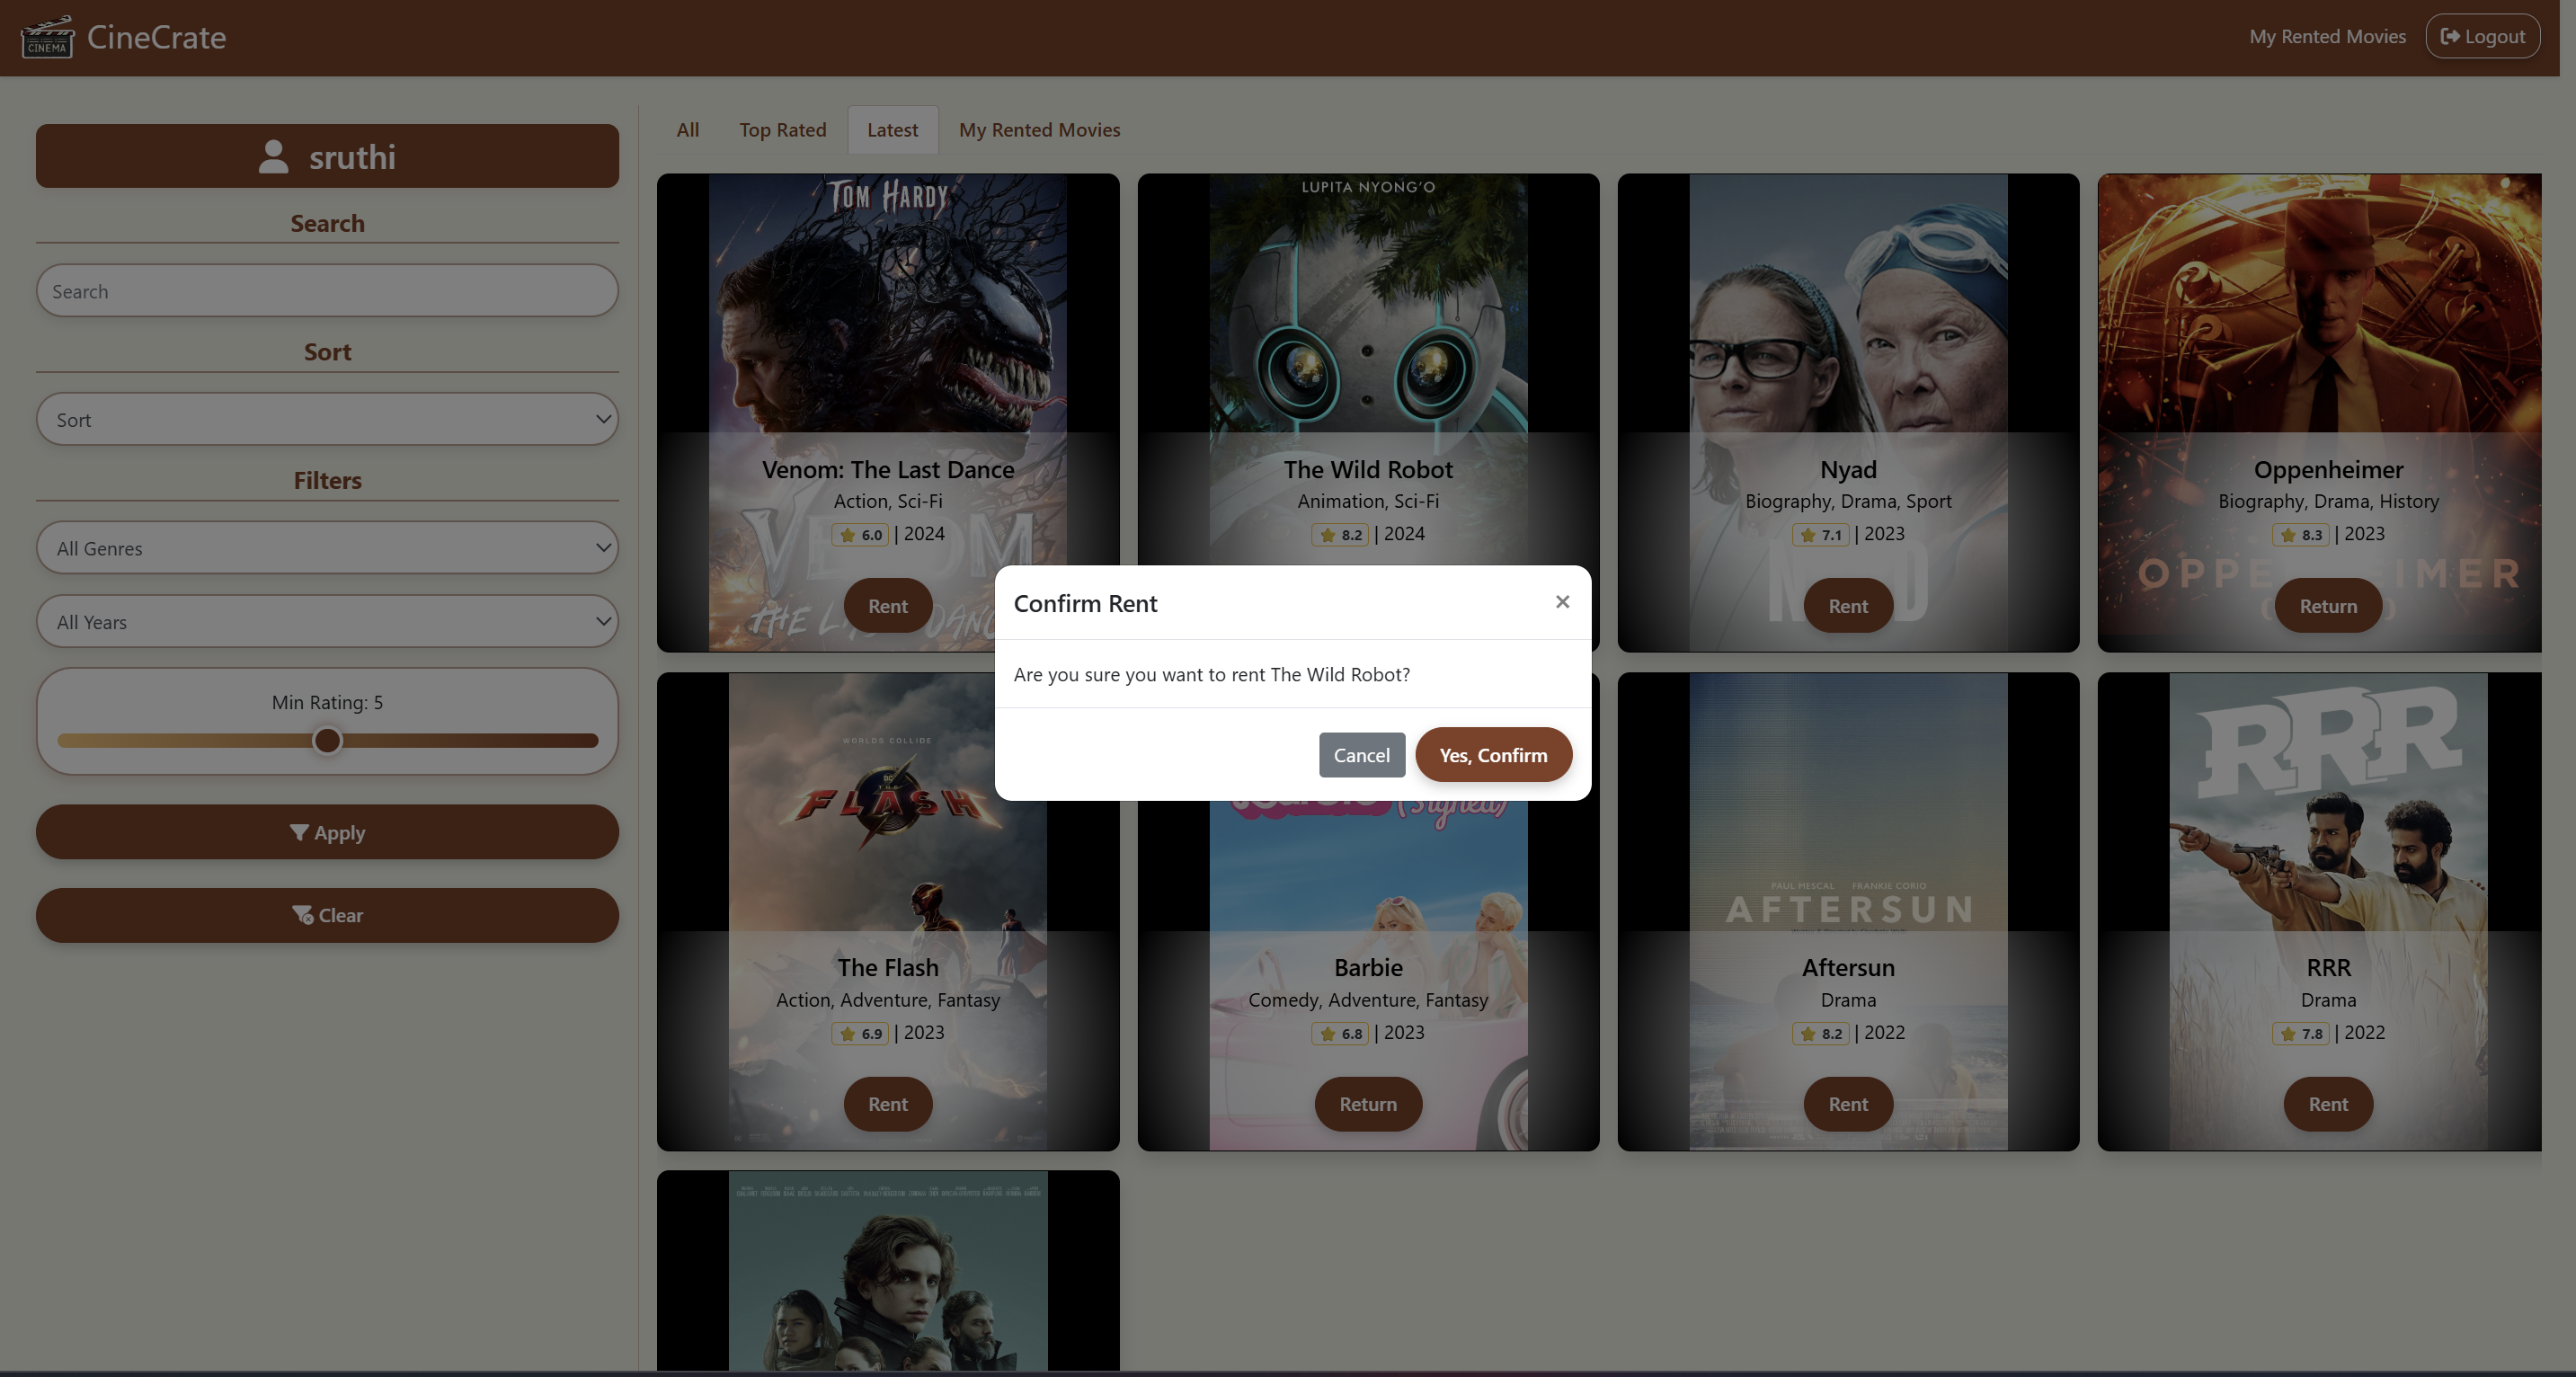 CINEMA
CineCrate
My Rented Movies
Logout
sruthi
Search
Search
Sort
Sort
Filters
All Genres
All Years
Min Rating: 5
Apply
Clear
All
Top Rated
Latest
My Rented Movies
TOM HARDY
VENOM
Venom: The Last Dance
Action, Sci-Fi
6.0 | 2024
Rent
LUPITA NYONG'O
The Wild Robot
Animation, Sci-Fi
8.2 | 2024
Nyad
Biography, Drama, Sport
7.1 | 2023
Rent
Oppenheimer
Biography, Drama, History
8.3 | 2023
Return
Confirm Rent
×
Are you sure you want to rent The Wild Robot?
Cancel
Yes, Confirm
WORLDS COLLIDE
DC
THE
FLASH
The Flash
Action, Adventure, Fantasy
6.9 | 2023
Rent
(Signed)
Barbie
Comedy, Adventure, Fantasy
6.8 | 2023
Return
PAUL MESCAL FRANKIE CORIO
AFTERSUN
Aftersun
Drama
8.2 | 2022
Rent
RRR
RRR
Drama
7.8 | 2022
Rent